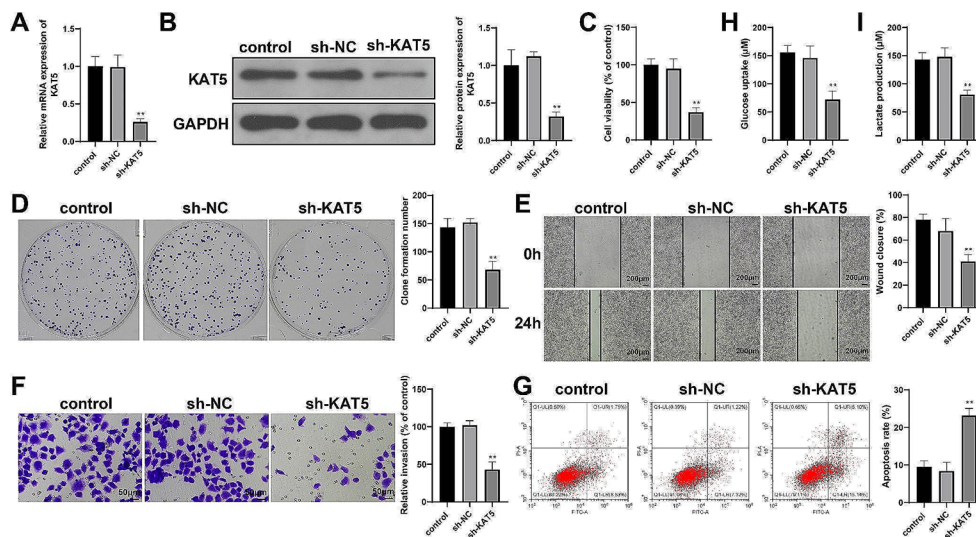 A
Relative mRNA expression of
KAT5
1.5
1.0
0.5
0.0
control
sh-NC
sh-KAT5
**
B
control
sh-NC
sh-KAT5
KAT5
GAPDH
Relative protein expression of
KAT5
1.5
1.0
0.5
0.0
control
sh-NC
sh-KAT5
**
C
Cell viability (% of control)
150
100
50
0
control
sh-NC
sh-KAT5
**
H
Glucose uptake (μM)
200
150
100
50
0
control
sh-NC
sh-KAT5
**
I
Lactate production (μM)
200
150
100
50
0
control
sh-NC
sh-KAT5
**
D
control
sh-NC
sh-KAT5
Clone formation number
200
150
100
50
0
control
sh-NC
sh-KAT5
**
E
control
sh-NC
sh-KAT5
0h
200μm
200μm
200μm
24h
200μm
200μm
200μm
Wound closure (%)
100
80
60
40
20
0
control
sh-NC
sh-KAT5
**
F
control
sh-NC
sh-KAT5
50μm
50μm
50μm
Relative invasion (% of control)
150
100
50
0
control
sh-NC
sh-KAT5
**
G
control
sh-NC
sh-KAT5
PI-A
FITC-A
PI-A
FITC-A
PI-A
FITC-A
Apoptosis rate (%)
30
20
10
0
control
sh-NC
sh-KAT5
**